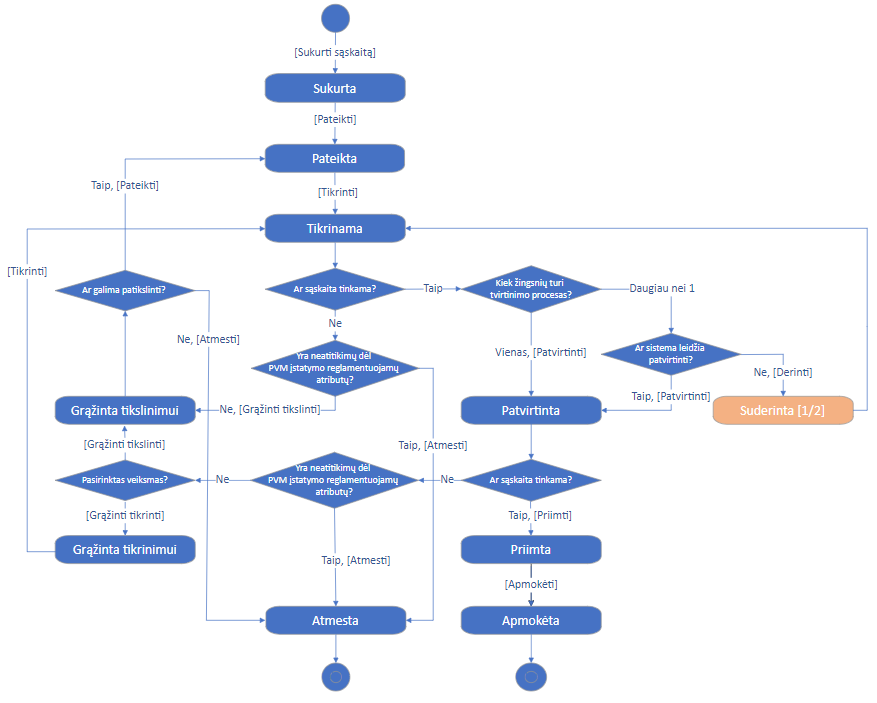 [Sukurti sąskaitą]
Sukurta
[Pateikti]
Pateikta
Taip, [Pateikti]
[Tikrinti]
Tikrinama
[Tikrinti]
Ar galima patikslinti?
Ar sąskaita tinkama?
Taip
Kiek žingsnių turi
tvirtinimo procesas?
Daugiau nei 1
Ne
Ne, [Atmesti]
Vienas, [Patvirtinti]
Ar sistema leidžia
patvirtinti?
Yra neatitikimų dėl
PVM įstatymo reglamentuojamų
atributų?
Ne, [Derinti]
Taip, [Patvirtinti]
Grąžinta tikslinimui
Ne, [Grąžinti tikslinti]
Patvirtinta
Suderinta [1/2]
[Grąžinti tikslinti]
Taip, [Atmesti]
Pasirinktas veiksmas?
Ne
Yra neatitikimų dėl
PVM įstatymo reglamentuojamų
atributų?
Ne
Ar sąskaita tinkama?
[Grąžinti tikrinti]
Taip, [Priimti]
Grąžinta tikrinimui
Taip, [Atmesti]
Priimta
[Apmokėti]
Atmesta
Apmokėta